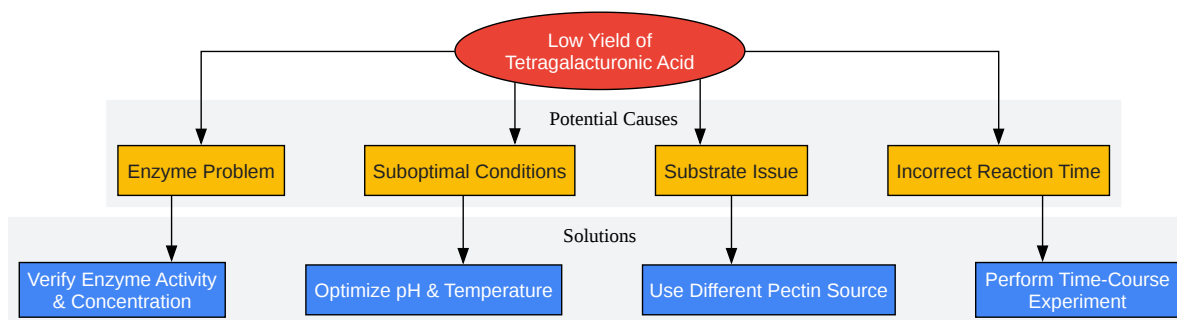 Low Yield of
Tetragalacturonic Acid
Potential Causes
Enzyme Problem
Suboptimal Conditions
Substrate Issue
Incorrect Reaction Time
Solutions
Verify Enzyme Activity
& Concentration
Optimize pH & Temperature
Use Different Pectin Source
Perform Time-Course
Experiment